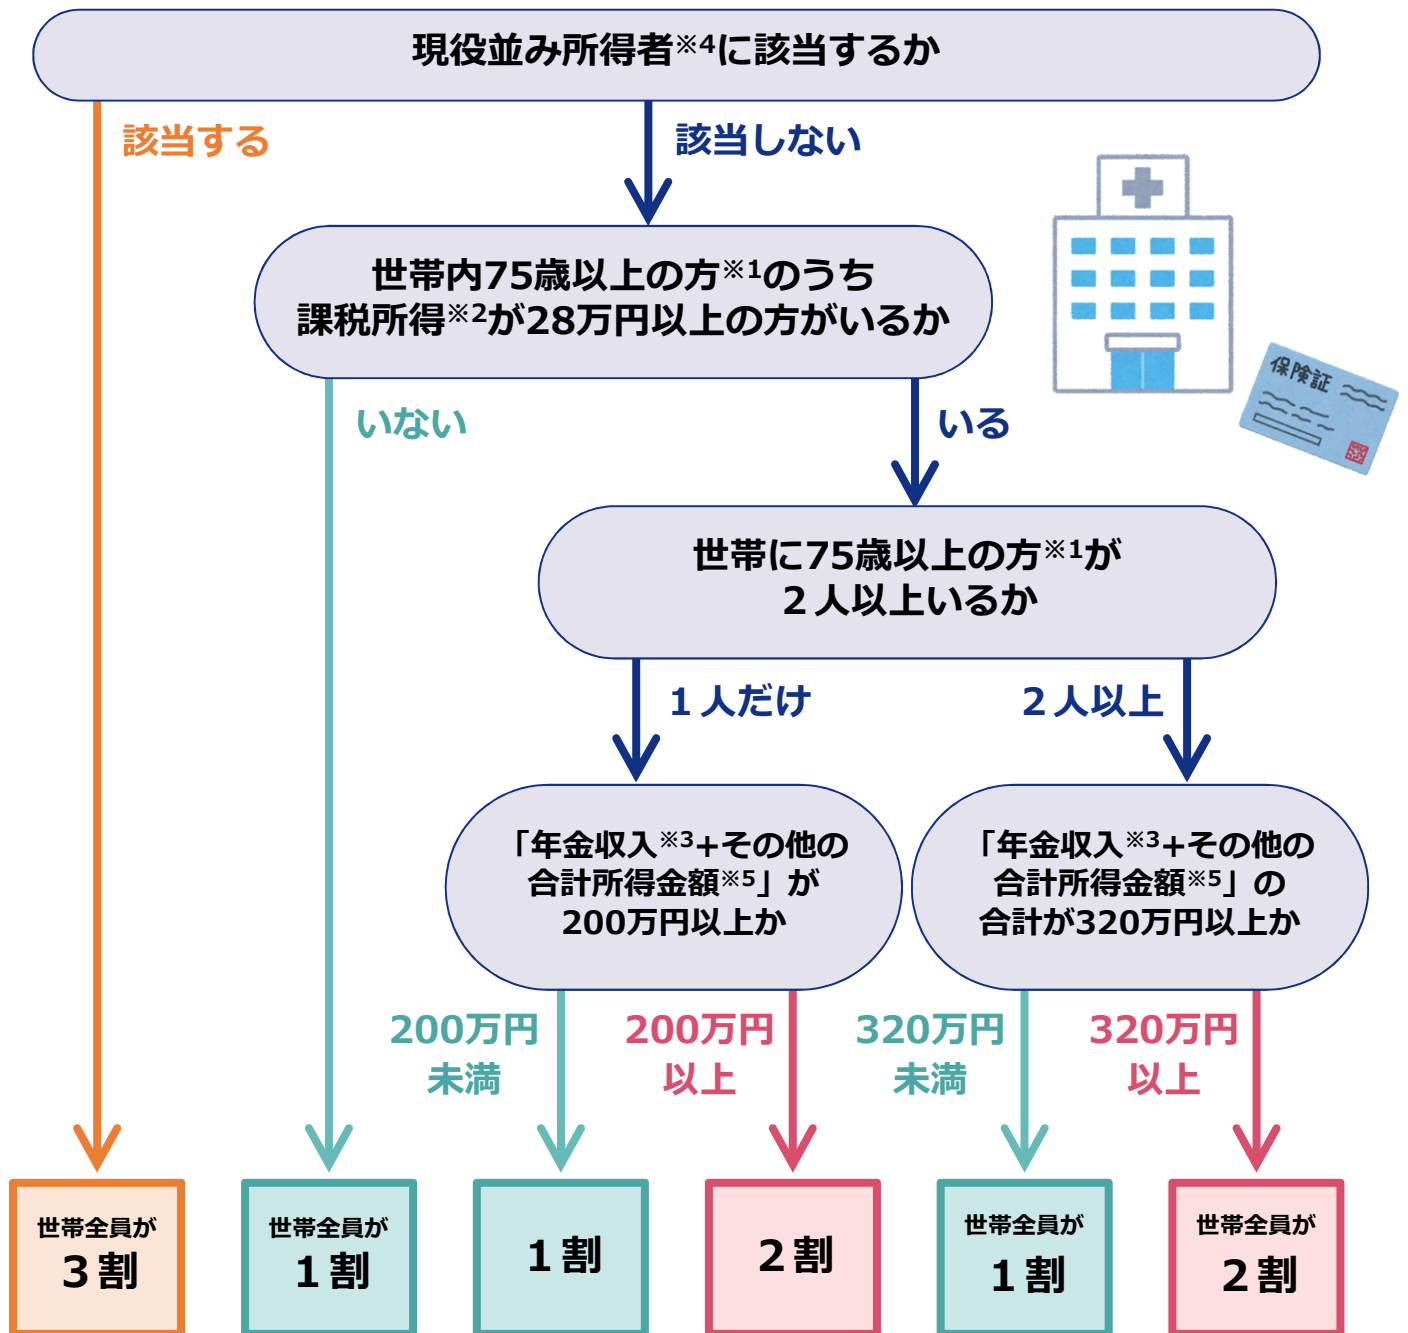 現役並み所得者※4に該当するか
該当する
該当しない
世帯内75歳以上の方※1のうち
課税所得※2が28万円以上の方がいるか
保険証
いない
いる
世帯に75歳以上の方※1が
２人以上いるか
１人だけ
２人以上
「年金収入※3+その他の
合計所得金額※5」が
200万円以上か
「年金収入※3+その他の
合計所得金額※5」の
合計が320万円以上か
200万円
未満
200万円
以上
320万円
未満
320万円
以上
世帯全員が
３割
世帯全員が
１割
１割
２割
世帯全員が
１割
世帯全員が
２割